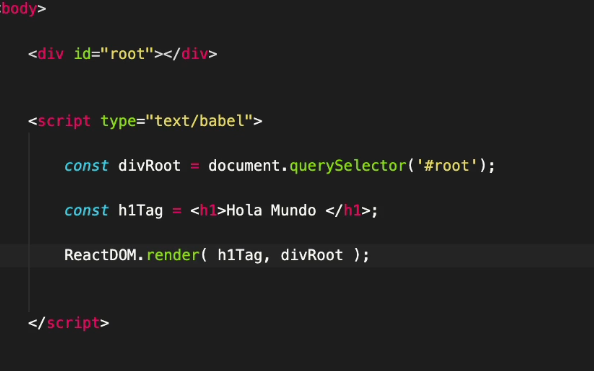 <body>
<div id="root"></div>
<script type="text/babel">
const divRoot = document.querySelector('#root');
const h1Tag = <h1>Hola Mundo </h1>;
ReactDOM.render( h1Tag, divRoot );
</script>